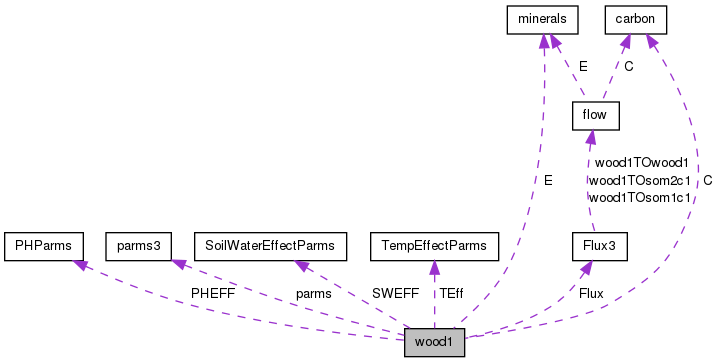 minerals
carbon
E
C
flow
wood1TOwood1
wood1TOsom2c1
wood1TOsom1c1
E
C
PHParms
parms3
SoilWaterEffectParms
TempEffectParms
Flux3
PHEFF
parms
SWEFF
TEff
Flux
wood1